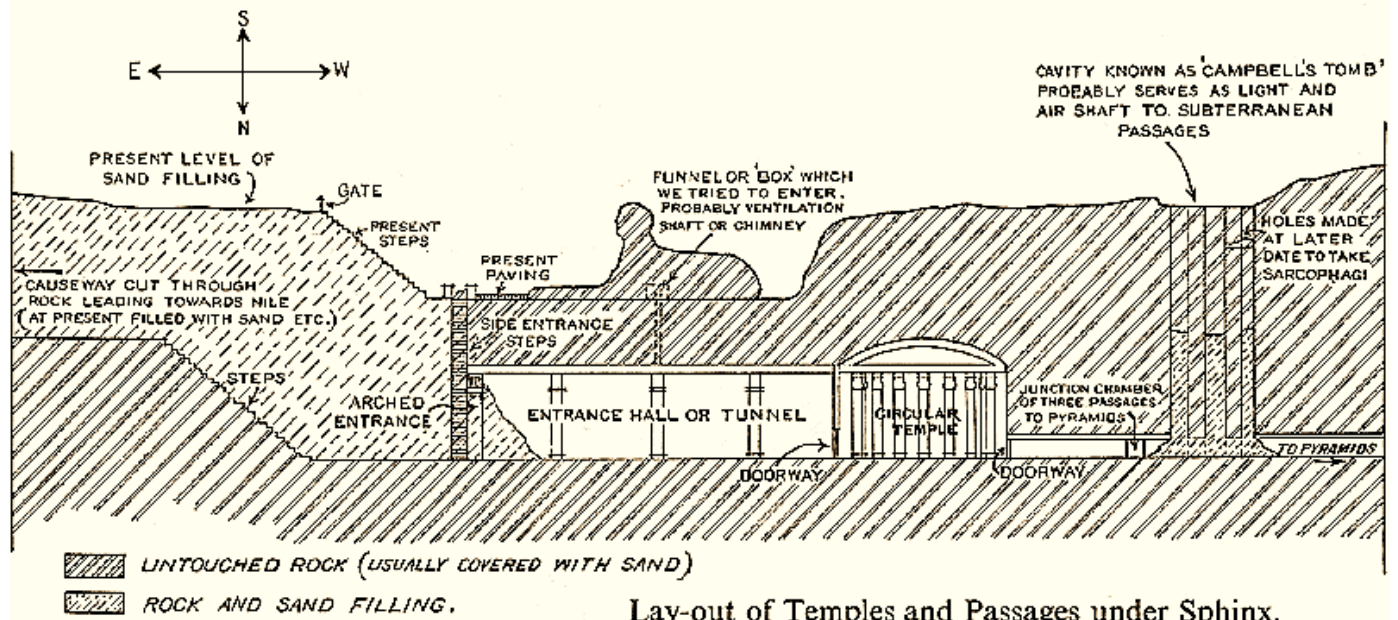 S
E W
N
PRESENT LEVEL OF
SAND FILLING
GATE
PRESENT
STEPS
FUNNEL OR 'BOX' WHICH
WE TRIED TO ENTER.
PROBABLY VENTILATION
SHAFT OR CHIMNEY
CAVITY KNOWN AS 'CAMPBELL'S TOMB'
PROBABLY SERVES AS LIGHT AND
AIR SHAFT TO SUBTERRANEAN
PASSAGES
HOLES MADE
AT LATER
DATE TO TAKE
SARCOPHAGI
PRESENT
PAVING
CAUSEWAY CUT THROUGH
ROCK LEADING TOWARDS NILE
(AT PRESENT FILLED WITH SAND ETC.)
SIDE ENTRANCE
STEPS
STEPS
ARCHED
ENTRANCE
ENTRANCE HALL OR TUNNEL
CIRCULAR
TEMPLE
JUNCTION CHAMBER
OF THREE PASSAGES
TO PYRAMIDS
DOORWAY
DOORWAY
TO PYRAMIDS
UNTOUCHED ROCK (USUALLY COVERED WITH SAND)
ROCK AND SAND FILLING.
Lay-out of Temples and Passages under Sphinx.